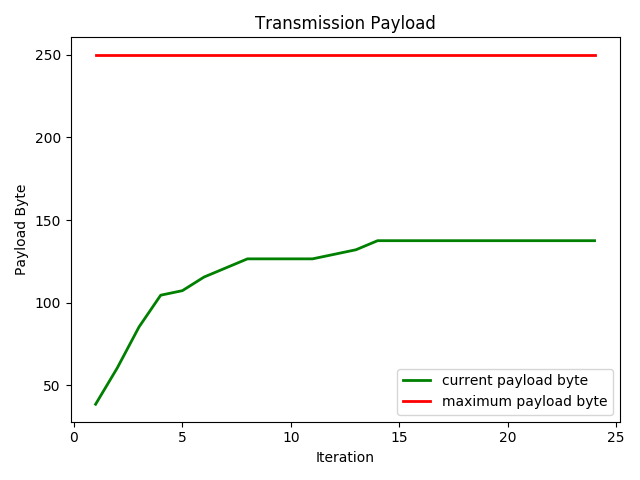 Transmission Payload
250
200
150
100
50
Payload Byte
current payload byte
maximum payload byte
0 5 10 15 20 25
Iteration